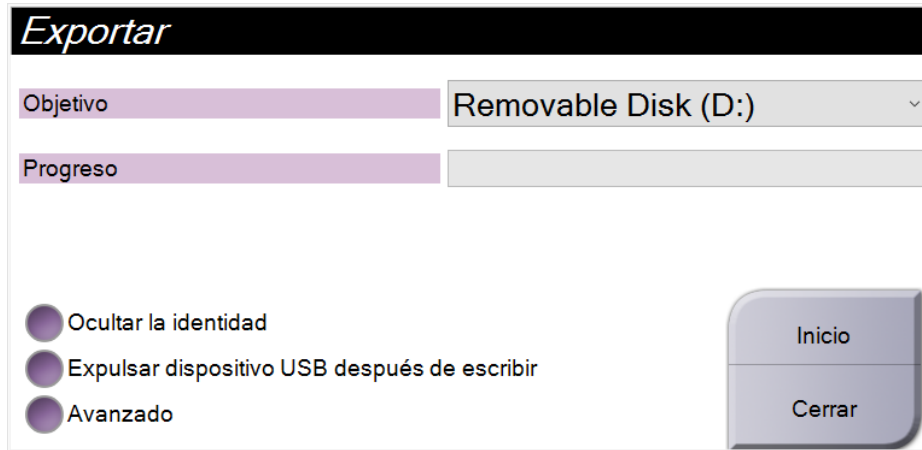 Exportar
Objetivo
Removable Disk (D:)
Progreso
Ocultar la identidad
Expulsar dispositivo USB después de escribir
Avanzado
Inicio
Cerrar